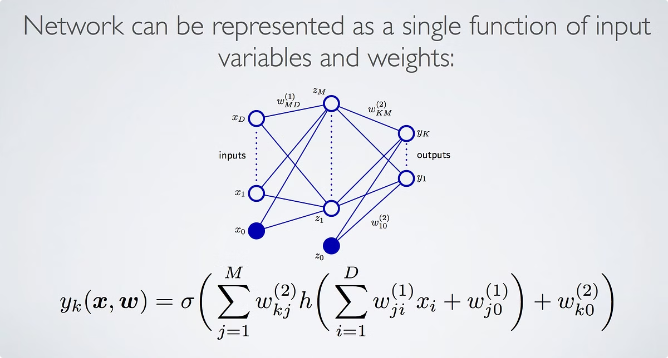 Network can be represented as a single function of input
variables and weights:
w_{MD}^{(1)}
z_M
w_{KM}^{(2)}
x_D
y_K
inputs
outputs
x_1
y_1
z_1
w_{10}^{(2)}
x_0
z_0
y_k(x, w) = σ( \sum_{j=1}^{M} w_{kj}^{(2)} h( \sum_{i=1}^{D} w_{ji}^{(1)} x_i + w_{j0}^{(1)} ) + w_{k0}^{(2)} )